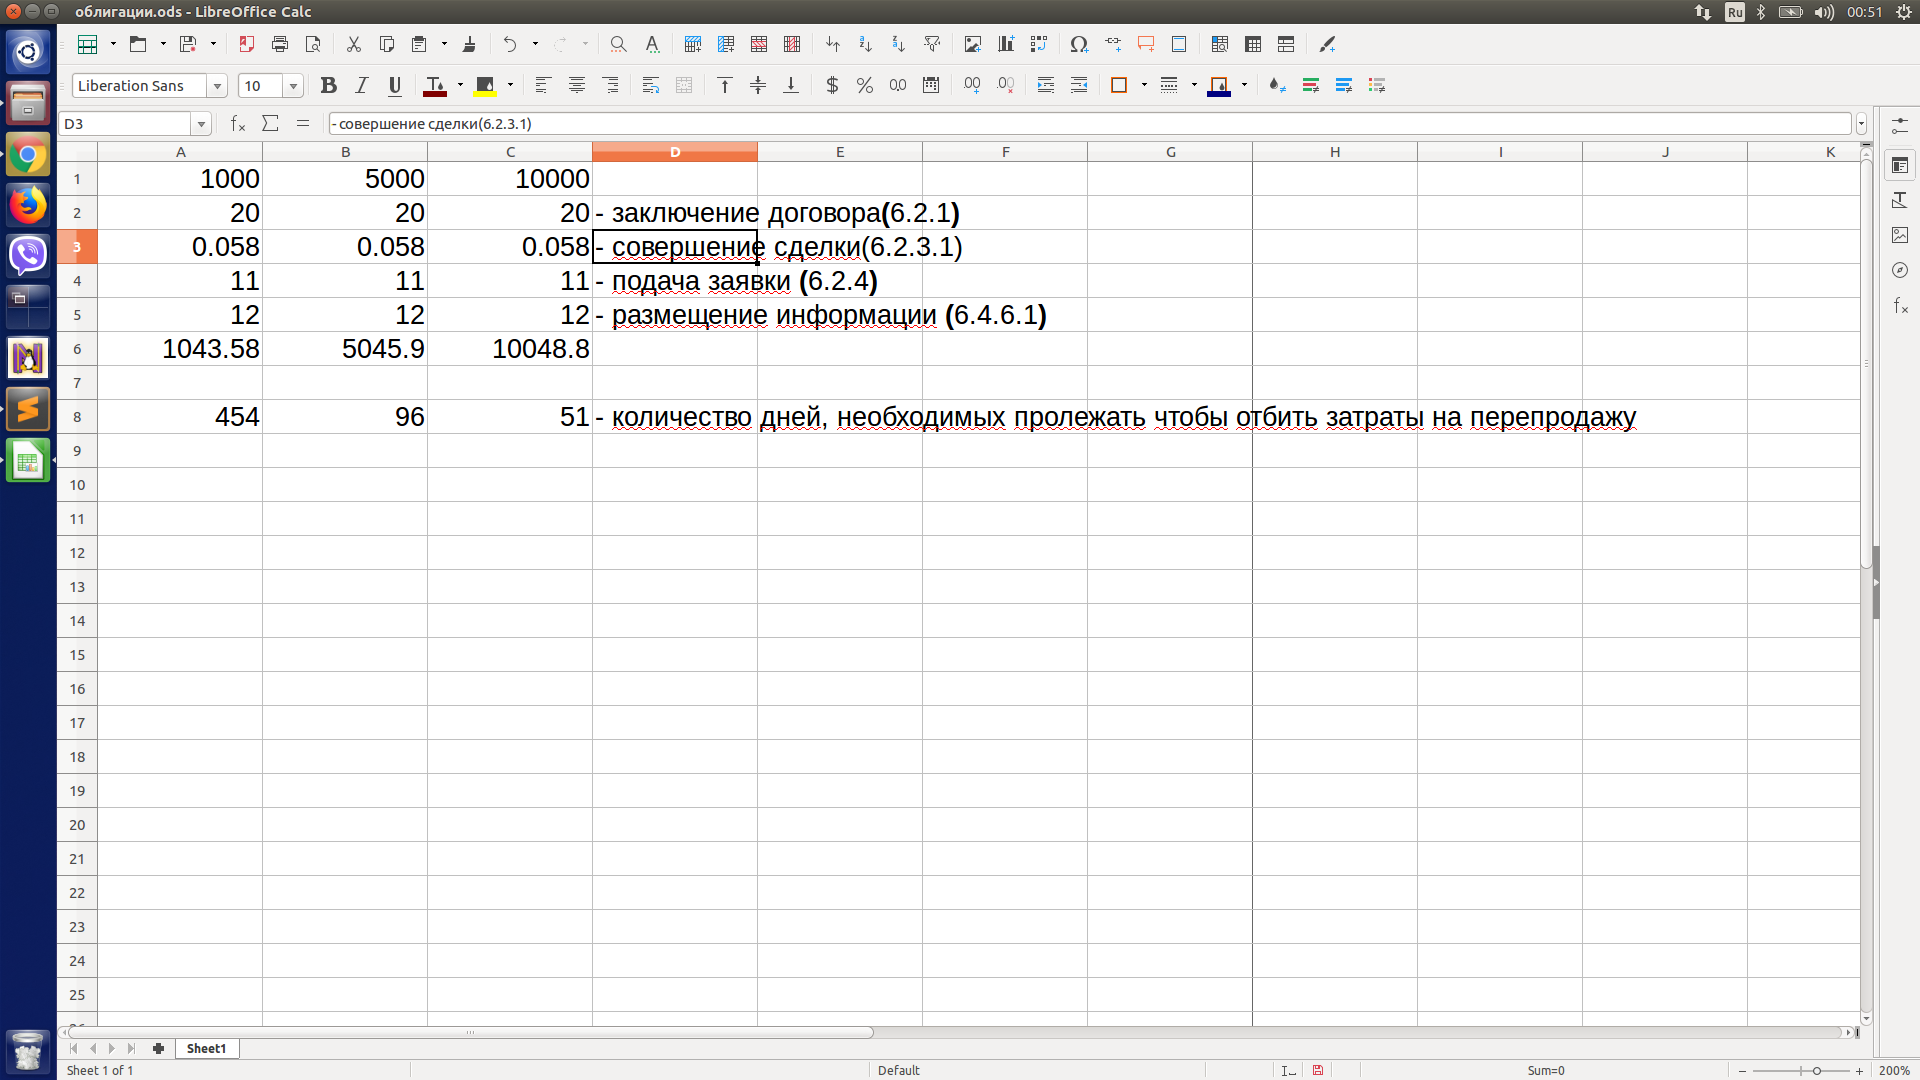 облигации.ods - LibreOffice Calc
Ru
00:51
Liberation Sans
10
D3
- совершение сделки(6.2.3.1)
A B C D E F G H I J K
1 1000 5000 10000
2 20 20 20 - заключение договора(6.2.1)
3 0.058 0.058 0.058 - совершение сделки(6.2.3.1)
4 11 11 11 - подача заявки (6.2.4)
5 12 12 12 - размещение информации (6.4.6.1)
6 1043.58 5045.9 10048.8
7
8 454 96 51 - количество дней, необходимых пролежать чтобы отбить затраты на перепродажу
9
10
11
12
13
14
15
16
17
18
19
20
21
22
23
24
25
Sheet1
Sheet 1 of 1
Default
Sum=0
200%